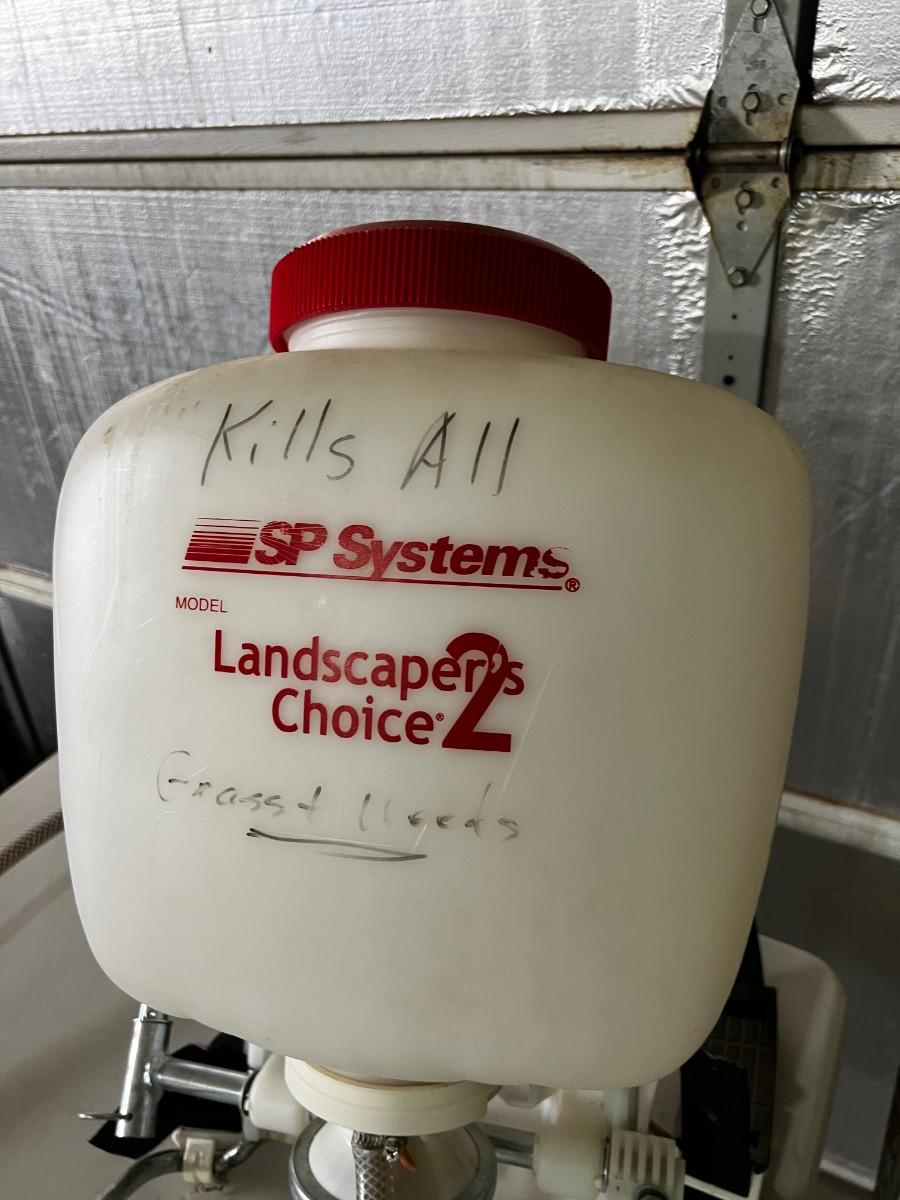 Kills All
SP Systems®
MODEL
Landscaper's
Choice® 2
Grass + Weeds